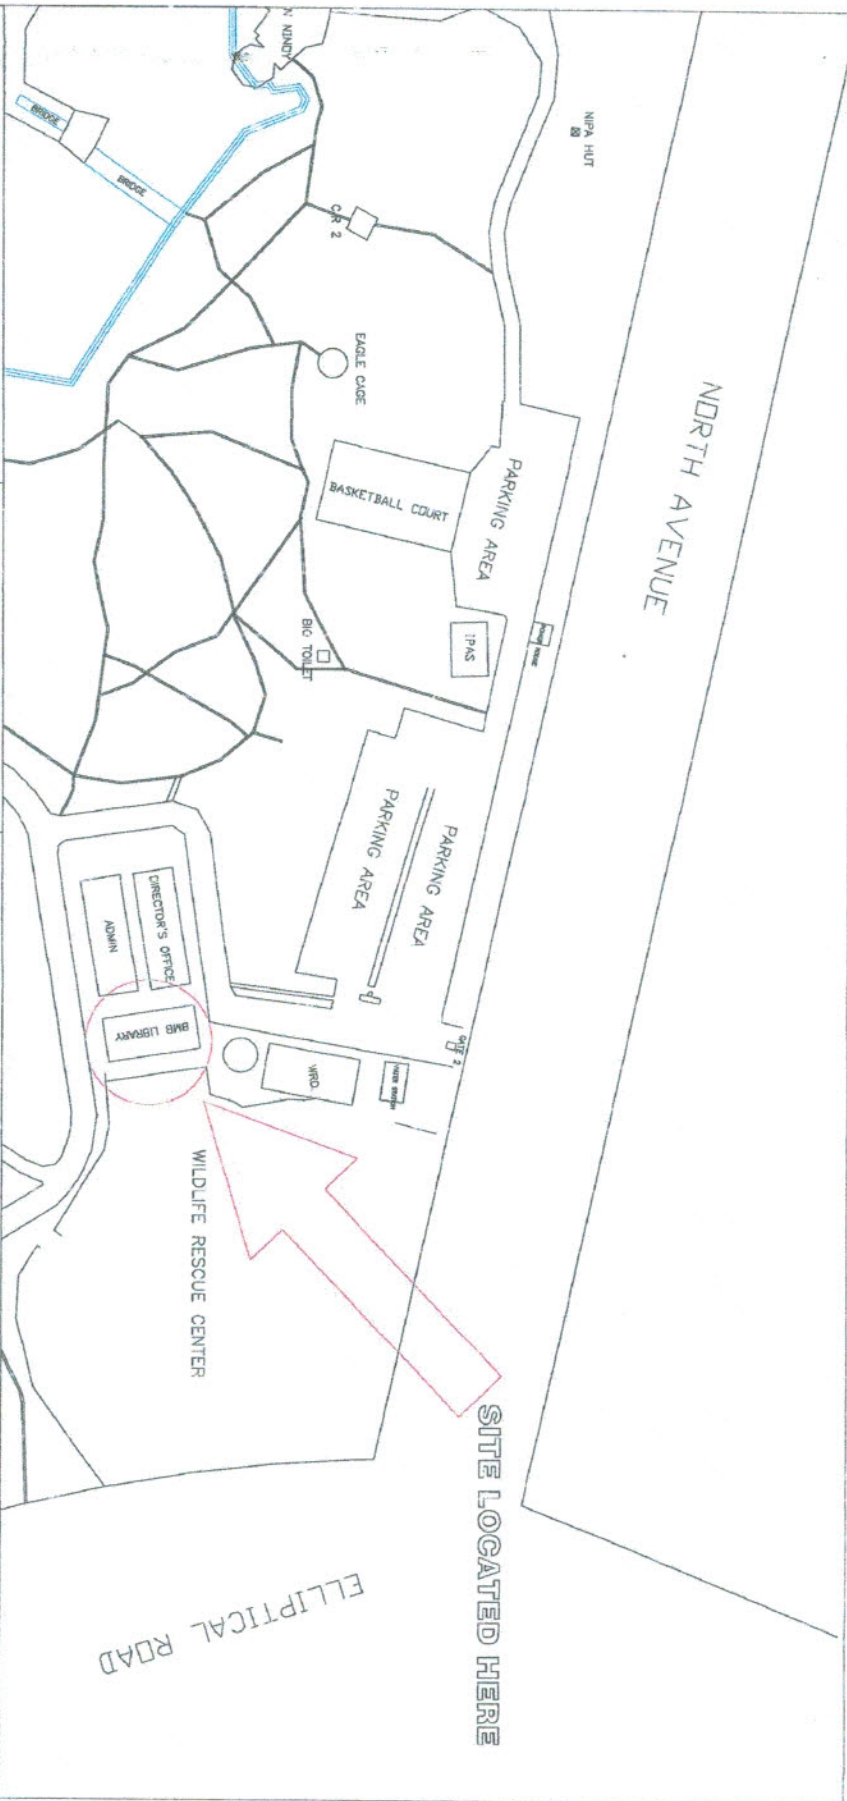 NORTH AVENUE
NIPA HUT
N NINOY
BRIDGE
BRIDGE
CR 2
EAGLE CAGE
BASKETBALL COURT
PARKING AREA
IPAS
BIG TOILET
PARKING AREA
PARKING AREA
DIRECTOR'S OFFICE
ADMIN
BMB LIBRARY
WRD
GATE 2
WILDLIFE RESCUE CENTER
SITE LOCATED HERE
ELLIPTICAL ROAD